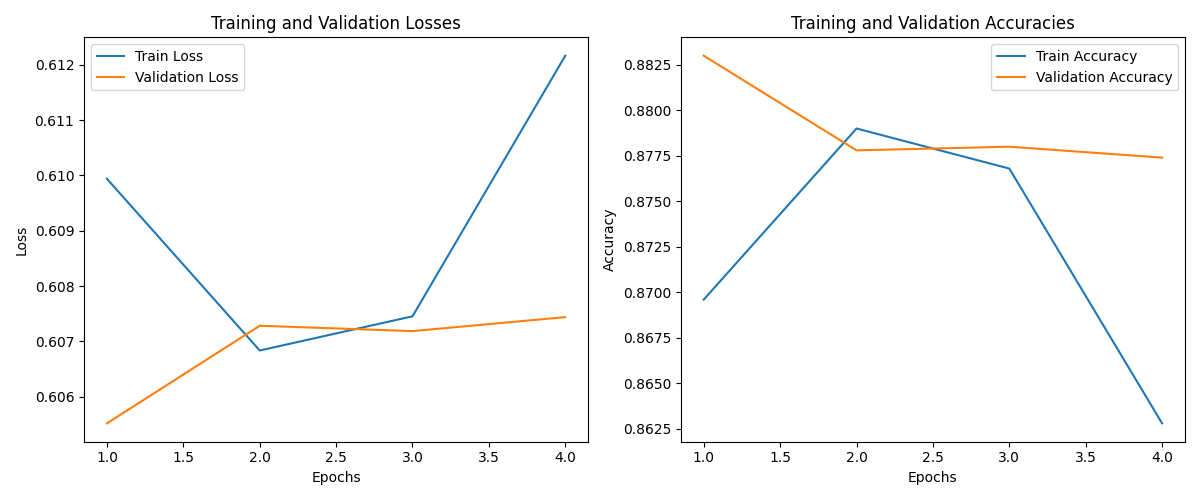 Training and Validation Losses
Train Loss
Validation Loss
0.612
0.611
0.610
0.609
0.608
0.607
0.606
Loss
1.0 1.5 2.0 2.5 3.0 3.5 4.0
Epochs
Training and Validation Accuracies
Train Accuracy
Validation Accuracy
0.8825
0.8800
0.8775
0.8750
0.8725
0.8700
0.8675
0.8650
0.8625
Accuracy
1.0 1.5 2.0 2.5 3.0 3.5 4.0
Epochs